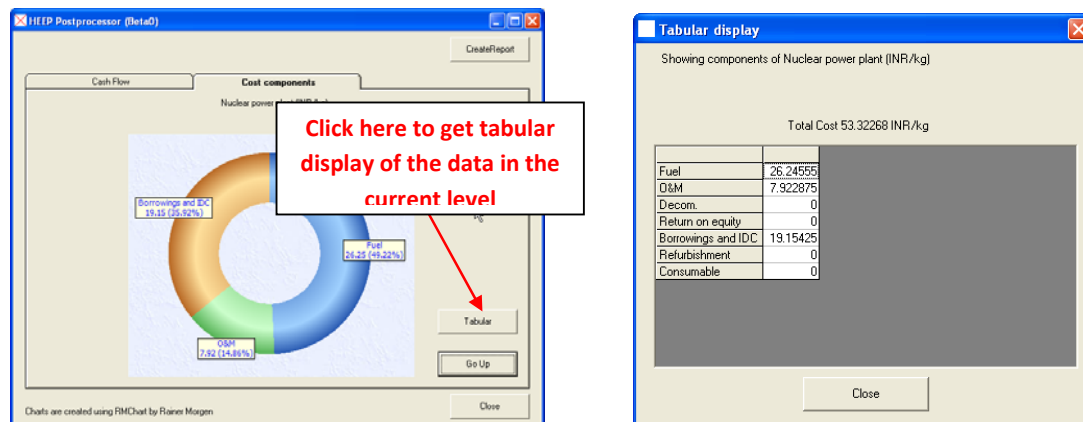 HEEP Postprocessor (Beta0)
CreateReport
Cash Flow
Cost components
Nuclear power
Click here to get tabular
display of the data in the
current level
Borrowings and IDC
19.15 (35.92%)
Fuel
26.25 (49.22%)
O&M
7.92 (14.86%)
Tabular
Go Up
Charts are created using RMChart by Rainer Morgen
Close
Tabular display
Showing components of Nuclear power plant (INR/kg)
Total Cost 53.32268 INR/kg
Fuel 26.24555
O&M 7.922875
Decom. 0
Return on equity 0
Borrowings and IDC 19.15425
Refurbishment 0
Consumable 0
Close